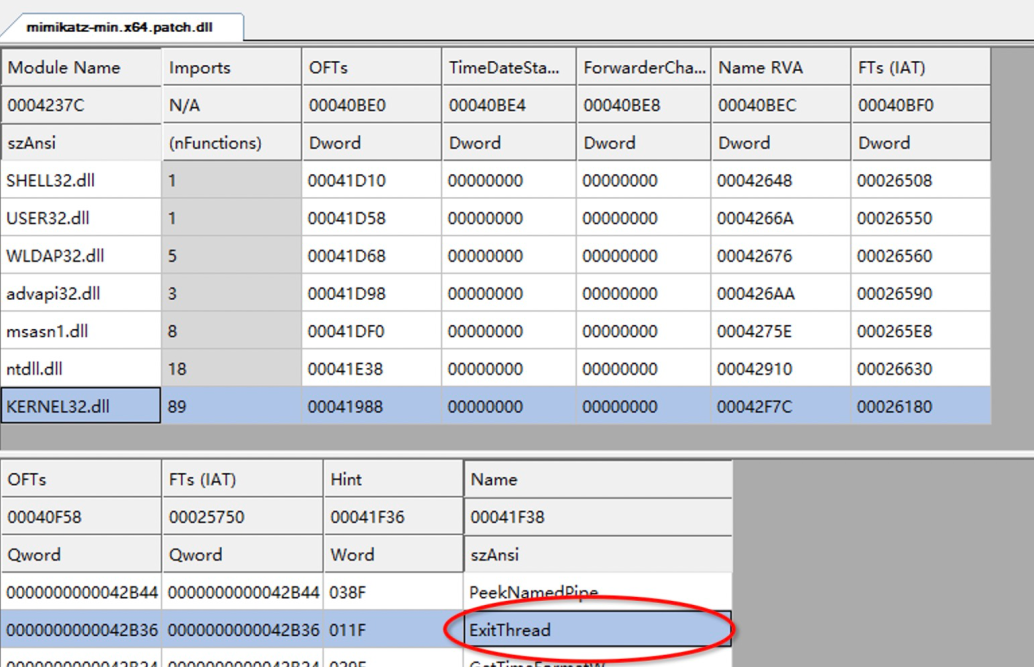 mimikatz-min.x64.patch.dll
Module Name Imports OFTs TimeDateSta... ForwarderCha... Name RVA FTs (IAT)
0004237C N/A 00040BE0 00040BE4 00040BE8 00040BEC 00040BF0
szAnsi (nFunctions) Dword Dword Dword Dword Dword
SHELL32.dll 1 00041D10 00000000 00000000 00042648 00026508
USER32.dll 1 00041D58 00000000 00000000 0004266A 00026550
WLDAP32.dll 5 00041D68 00000000 00000000 00042676 00026560
advapi32.dll 3 00041D98 00000000 00000000 000426AA 00026590
msasn1.dll 8 00041DF0 00000000 00000000 0004275E 000265E8
ntdll.dll 18 00041E38 00000000 00000000 00042910 00026630
KERNEL32.dll 89 00041988 00000000 00000000 00042F7C 00026180
OFTs FTs (IAT) Hint Name
00040F58 00025750 00041F36 00041F38
Qword Qword Word szAnsi
0000000000042B44 0000000000042B44 038F PeekNamedPipe
0000000000042B36 0000000000042B36 011F ExitThread